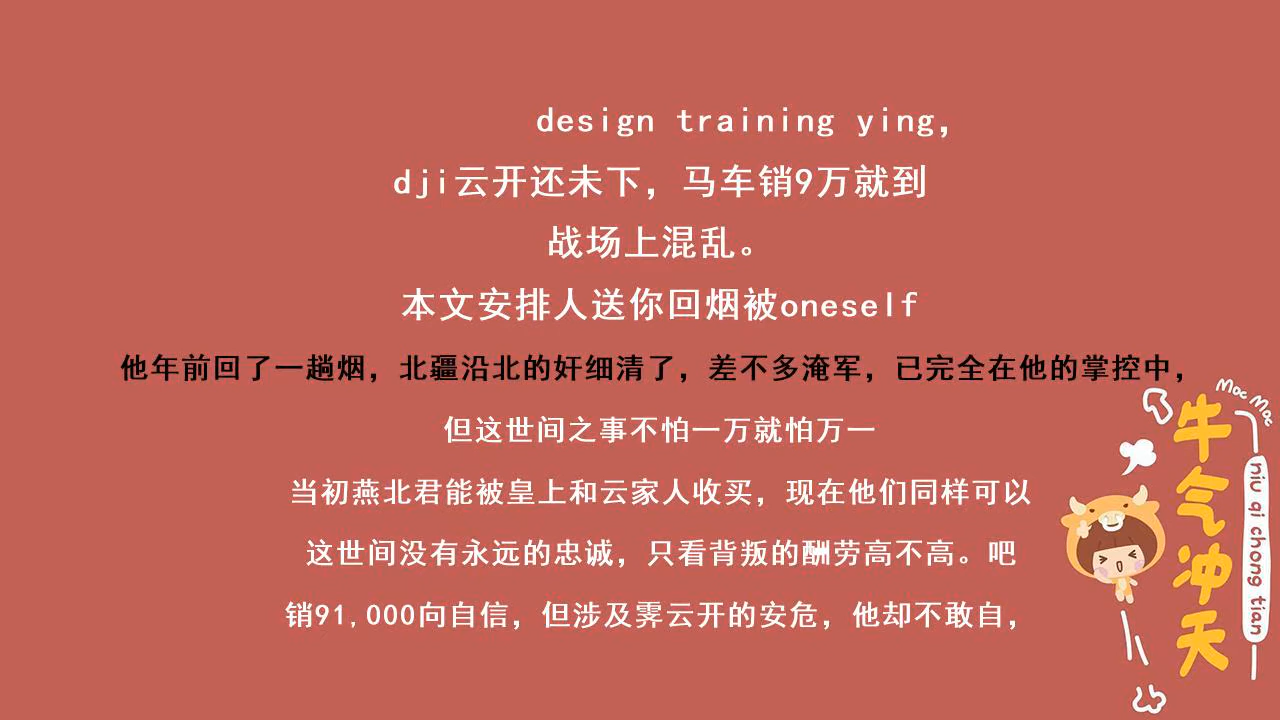 design training ying，
dji云开还未下，马车销9万就到
战场上混乱。
本文安排人送你回烟被oneself
他年前回了一趟烟，北疆沿北的奸细清了，差不多淹军，已完全在他的掌控中，
但这世间之事不怕一万就怕万一
当初燕北君能被皇上和云家人收买，现在他们同样可以
这世间没有永远的忠诚，只看背叛的酬劳高不高。吧
销91,000向自信，但涉及霁云开的安危，他却不敢自，
Moc Moc
牛气冲天
niu qi chong tian